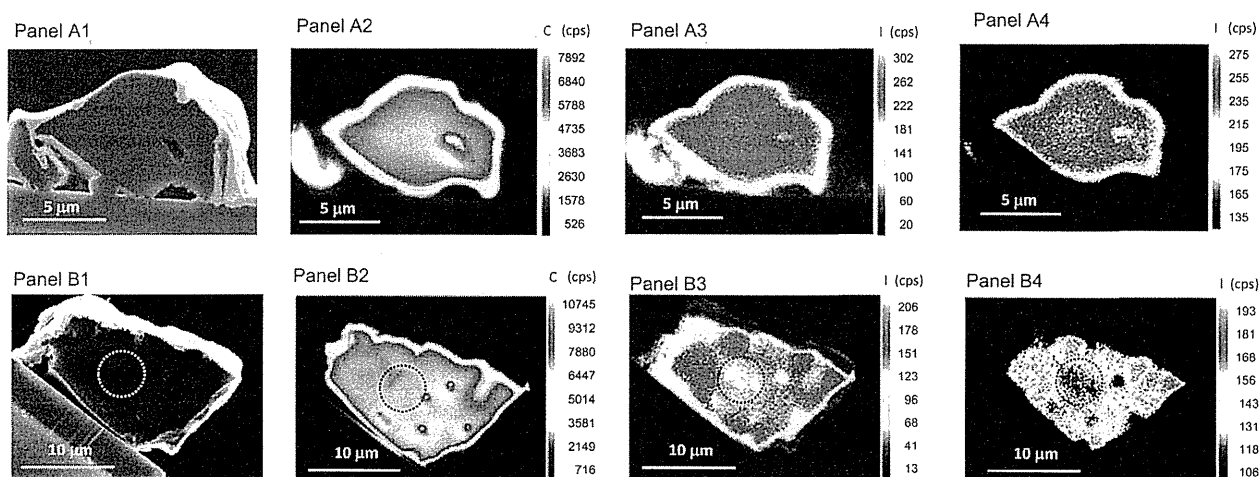 Panel A1
Panel A2
C (cps)
7892
6840
5788
4735
3683
2630
1578
526
Panel A3
I (cps)
302
262
222
181
141
100
60
20
Panel A4
I (cps)
275
255
235
215
195
175
155
135
5 µm
5 µm
5 µm
5 µm
Panel B1
Panel B2
C (cps)
10745
9312
7880
6447
5014
3581
2149
716
Panel B3
I (cps)
206
178
151
123
96
68
41
13
Panel B4
I (cps)
193
181
168
156
143
131
118
106
10 µm
10 µm
10 µm
10 µm